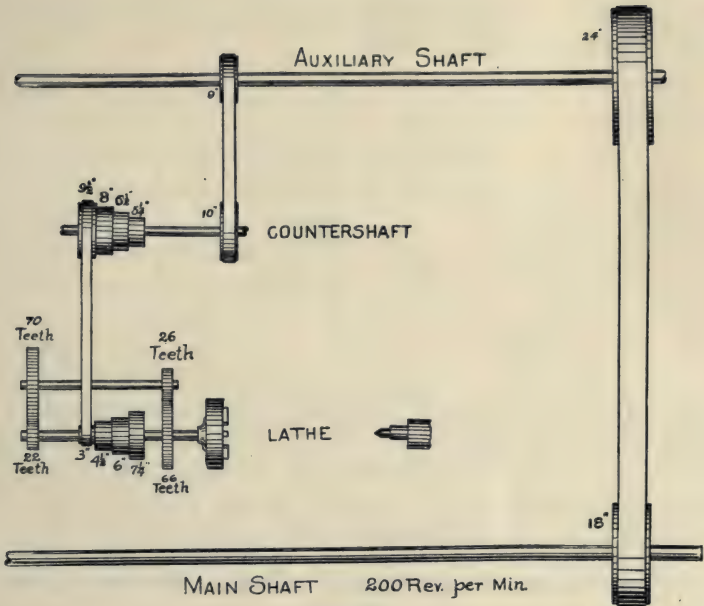 24"
AUXILIARY SHAFT
9"
9½" 8" 6½" 5¼"
10"
COUNTERSHAFT
70
Teeth
26
Teeth
LATHE
22
Teeth
3" 4½" 6" 7¼"
66
Teeth
18"
MAIN SHAFT 200 Rev. per Min.